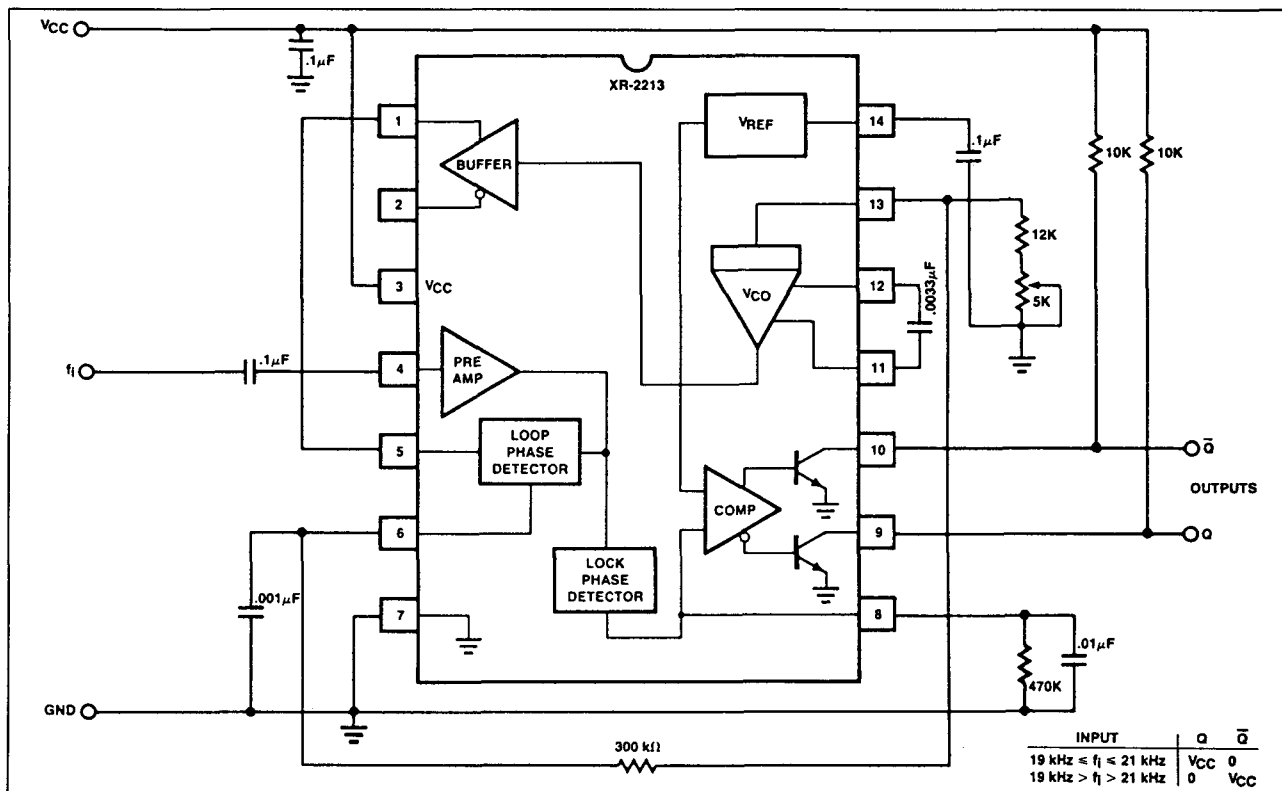 VCC
.1μF
XR-2213
1
BUFFER
VREF
14
.1μF
10K
10K
2
13
12K
3
VCC
VCO
12
.0033μF
5K
fI
.1μF
4
PRE AMP
11
5
LOOP PHASE DETECTOR
10
Q̅
COMP
OUTPUTS
6
9
Q
.001μF
LOCK PHASE DETECTOR
7
8
470K
.01μF
GND
300 kΩ
INPUT Q Q̅
19 kHz ≤ fI ≤ 21 kHz VCC 0
19 kHz > fI > 21 kHz 0 VCC